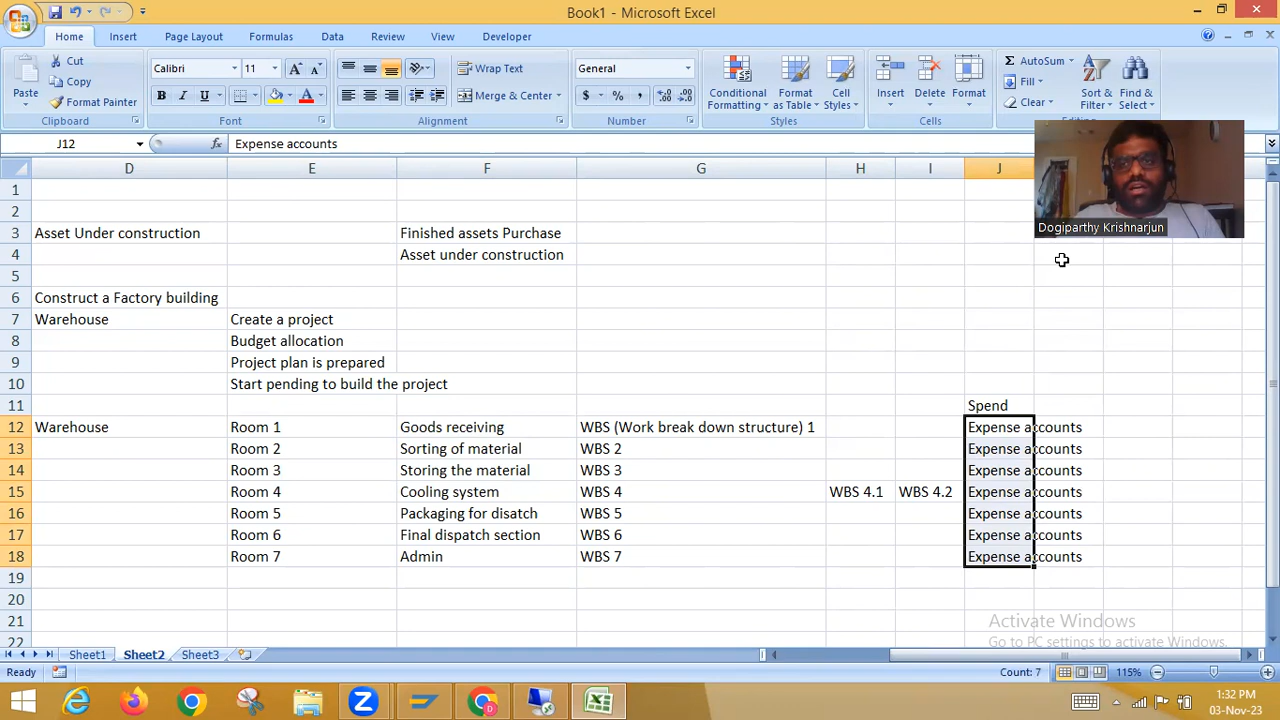 Book1 - Microsoft Excel
Home Insert Page Layout Formulas Data Review View Developer
Cut
Copy
Format Painter
Paste
Clipboard
Calibri 11
B I U
Font
Wrap Text
Merge & Center
Alignment
General
$ % ,
Number
Conditional Formatting
Format as Table
Cell Styles
Styles
Insert Delete Format
Cells
AutoSum
Fill
Clear
Sort & Filter
Find & Select
Editing
J12 fx Expense accounts
D E F G H I J
1
2
3 Asset Under construction Finished assets Purchase
4 Asset under construction
5
6 Construct a Factory building
7 Warehouse Create a project
8 Budget allocation
9 Project plan is prepared
10 Start pending to build the project
11 Spend
12 Warehouse Room 1 Goods receiving WBS (Work break down structure) 1 Expense accounts
13 Room 2 Sorting of material WBS 2 Expense accounts
14 Room 3 Storing the material WBS 3 Expense accounts
15 Room 4 Cooling system WBS 4 WBS 4.1 WBS 4.2 Expense accounts
16 Room 5 Packaging for disatch WBS 5 Expense accounts
17 Room 6 Final dispatch section WBS 6 Expense accounts
18 Room 7 Admin WBS 7 Expense accounts
19
20
21
22
Dogiparthy Krishnarjun
Activate Windows
Go to PC settings to activate Windows.
Sheet1 Sheet2 Sheet3
Ready Count: 7 115%
1:32 PM
03-Nov-23